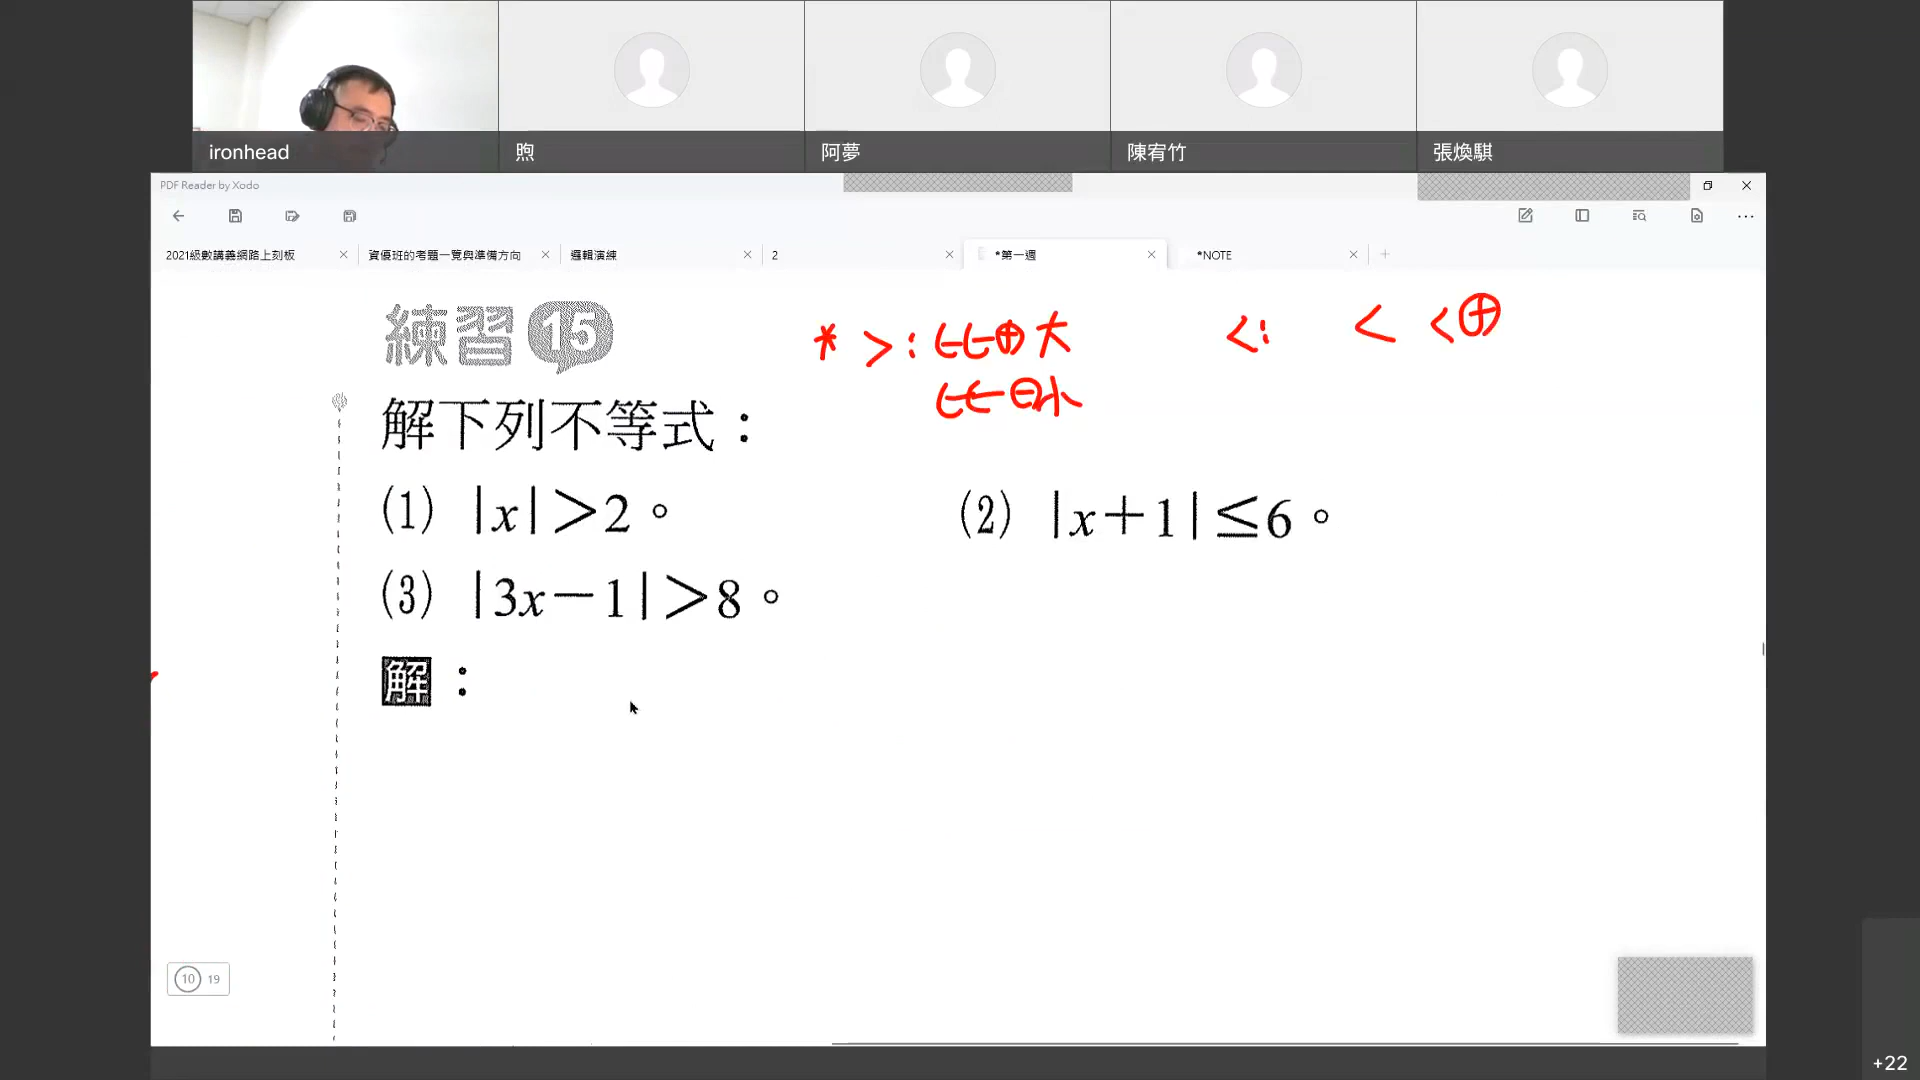 ironhead
煦
阿夢
陳宥竹
張煥騏
PDF Reader by Xodo
2021級數講義網路上刻板
資優班的考題一覽與準備方向
邏輯演練
2
*第一週
*NOTE
練習 15
* > : 比比⊕大
<: < <⊕
比比⊖小
解下列不等式：
(1) |x|>2。
(2) |x+1|≤6。
(3) |3x−1|>8。
解：
10 19
+22